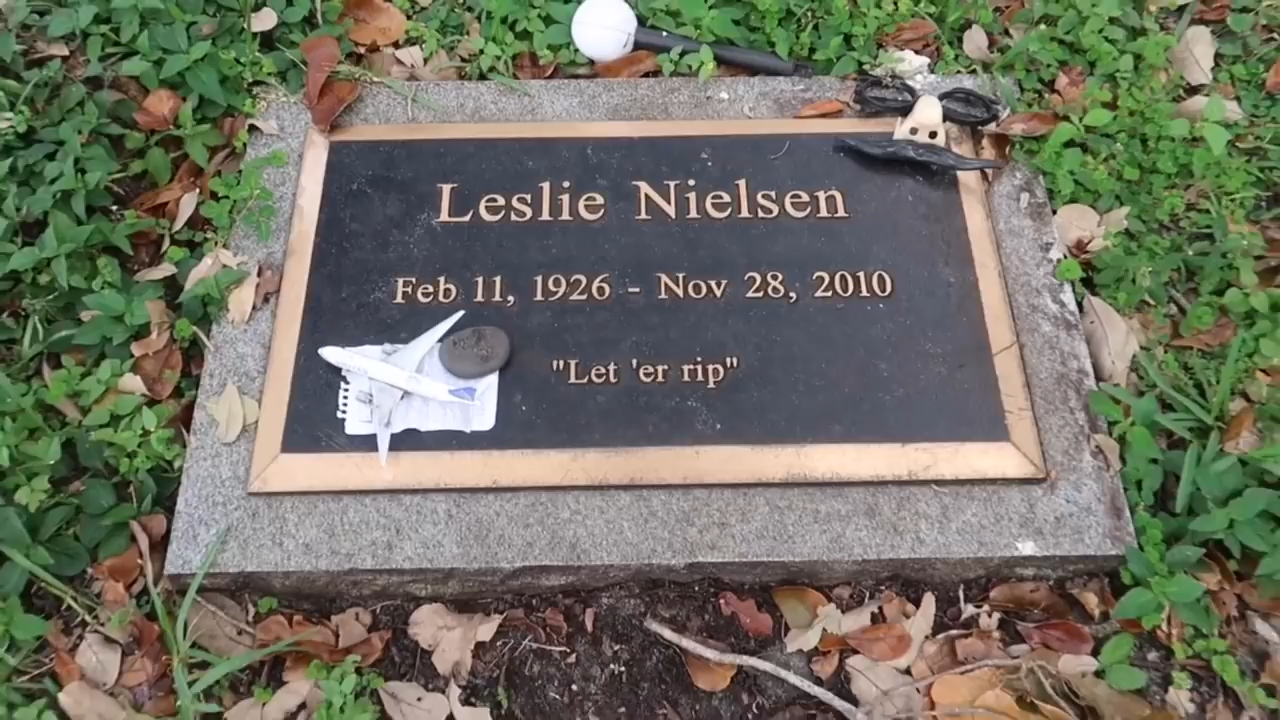 Leslie Nielsen
Feb 11, 1926 - Nov 28, 2010
"Let 'er rip"